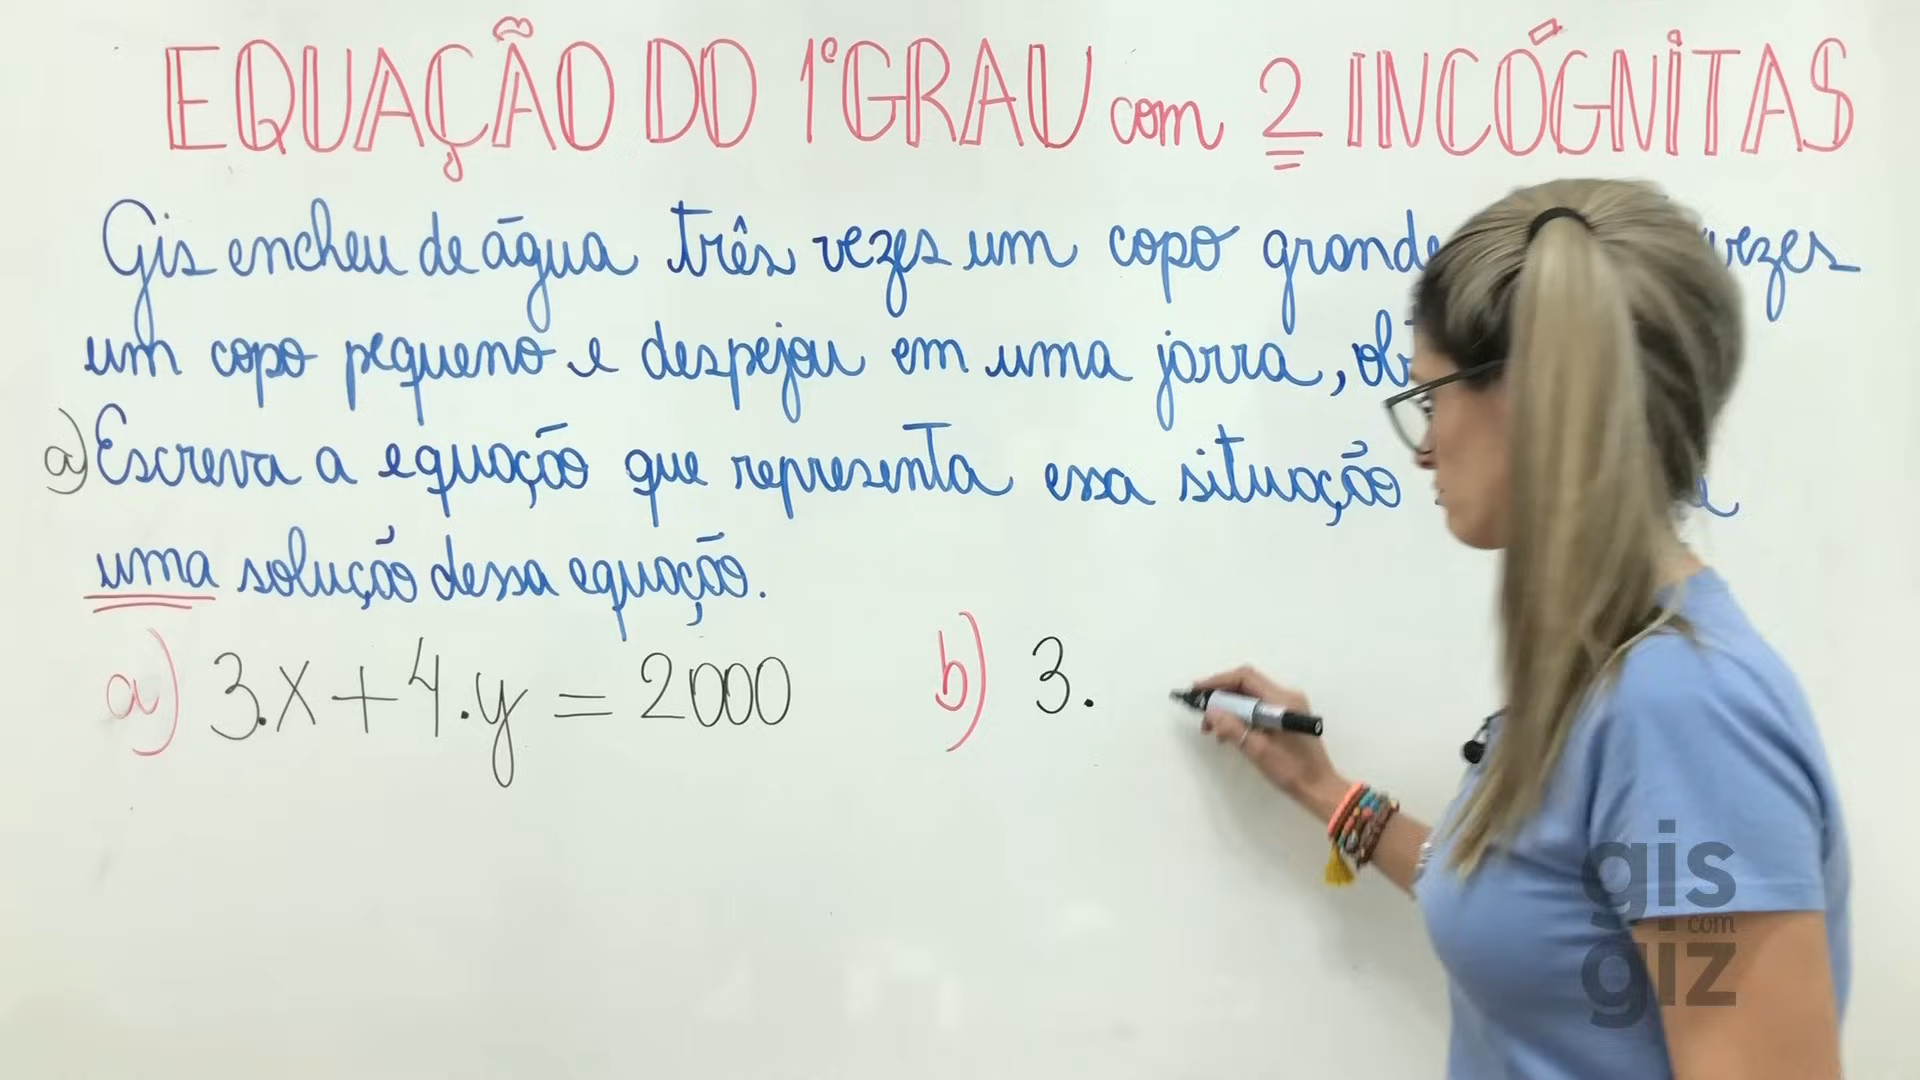 EQUAÇÃO DO 1º GRAU com 2 INCÓGNITAS
Gis encheu de água três vezes um copo grande vezes
um copo pequeno e despejou em uma jarra,
a) Escreva a equação que representa essa situação
uma solução dessa equação.
a) 3.x+4.y = 2000 b) 3.
gis
com
giz